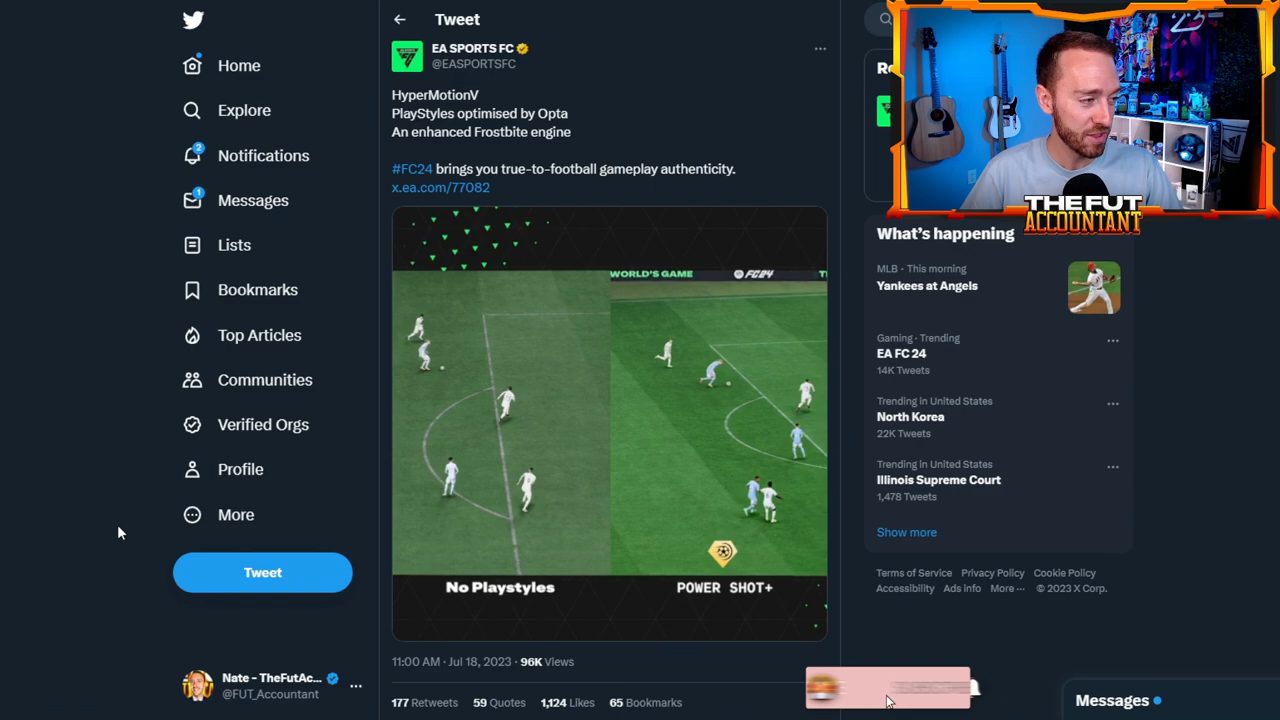 Home
Explore
2
Notifications
1
Messages
Lists
Bookmarks
Top Articles
Communities
Verified Orgs
Profile
More
Tweet
Nate – TheFutAc...
@FUT_Accountant
Tweet
EA SPORTS FC
@EASPORTSFC
HyperMotionV
PlayStyles optimised by Opta
An enhanced Frostbite engine
#FC24 brings you true-to-football gameplay authenticity.
x.ea.com/77082
WORLD'S GAME FC24
No Playstyles
POWER SHOT+
11:00 AM · Jul 18, 2023 · 96K Views
177 Retweets 59 Quotes 1,124 Likes 65 Bookmarks
THE FUT
ACCOUNTANT
What's happening
MLB · This morning
Yankees at Angels
Gaming · Trending
EA FC 24
14K Tweets
Trending in United States
North Korea
22K Tweets
Trending in United States
Illinois Supreme Court
1,478 Tweets
Show more
Terms of Service Privacy Policy Cookie Policy
Accessibility Ads info More ··· © 2023 X Corp.
Messages